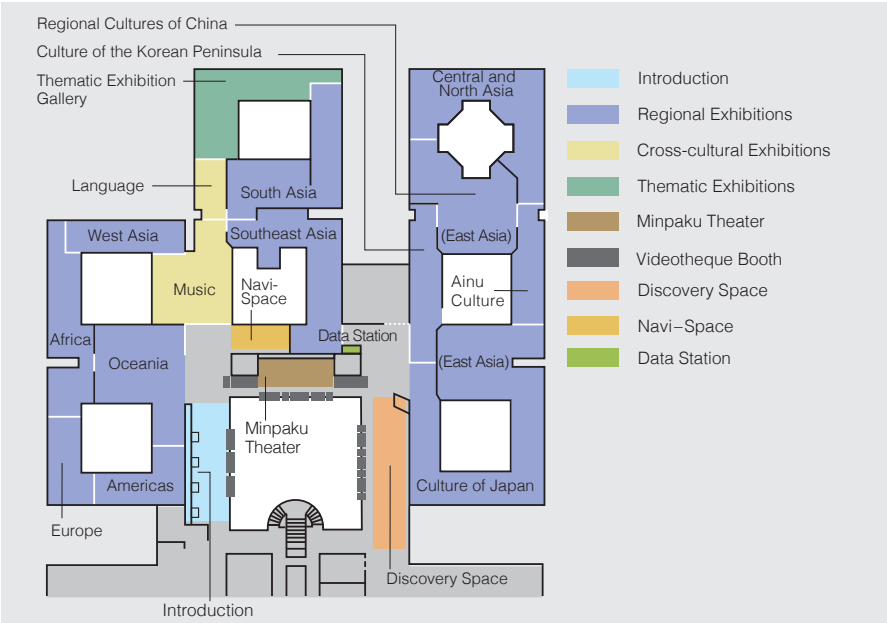 Regional Cultures of China
Culture of the Korean Peninsula
Thematic Exhibition
Gallery
Language
South Asia
Southeast Asia
West Asia
Music
Navi-
Space
Africa
Oceania
Data Station
Minpaku
Theater
Americas
Europe
Introduction
Central and
North Asia
(East Asia)
Ainu
Culture
(East Asia)
Culture of Japan
Discovery Space
Introduction
Regional Exhibitions
Cross-cultural Exhibitions
Thematic Exhibitions
Minpaku Theater
Videotheque Booth
Discovery Space
Navi–Space
Data Station